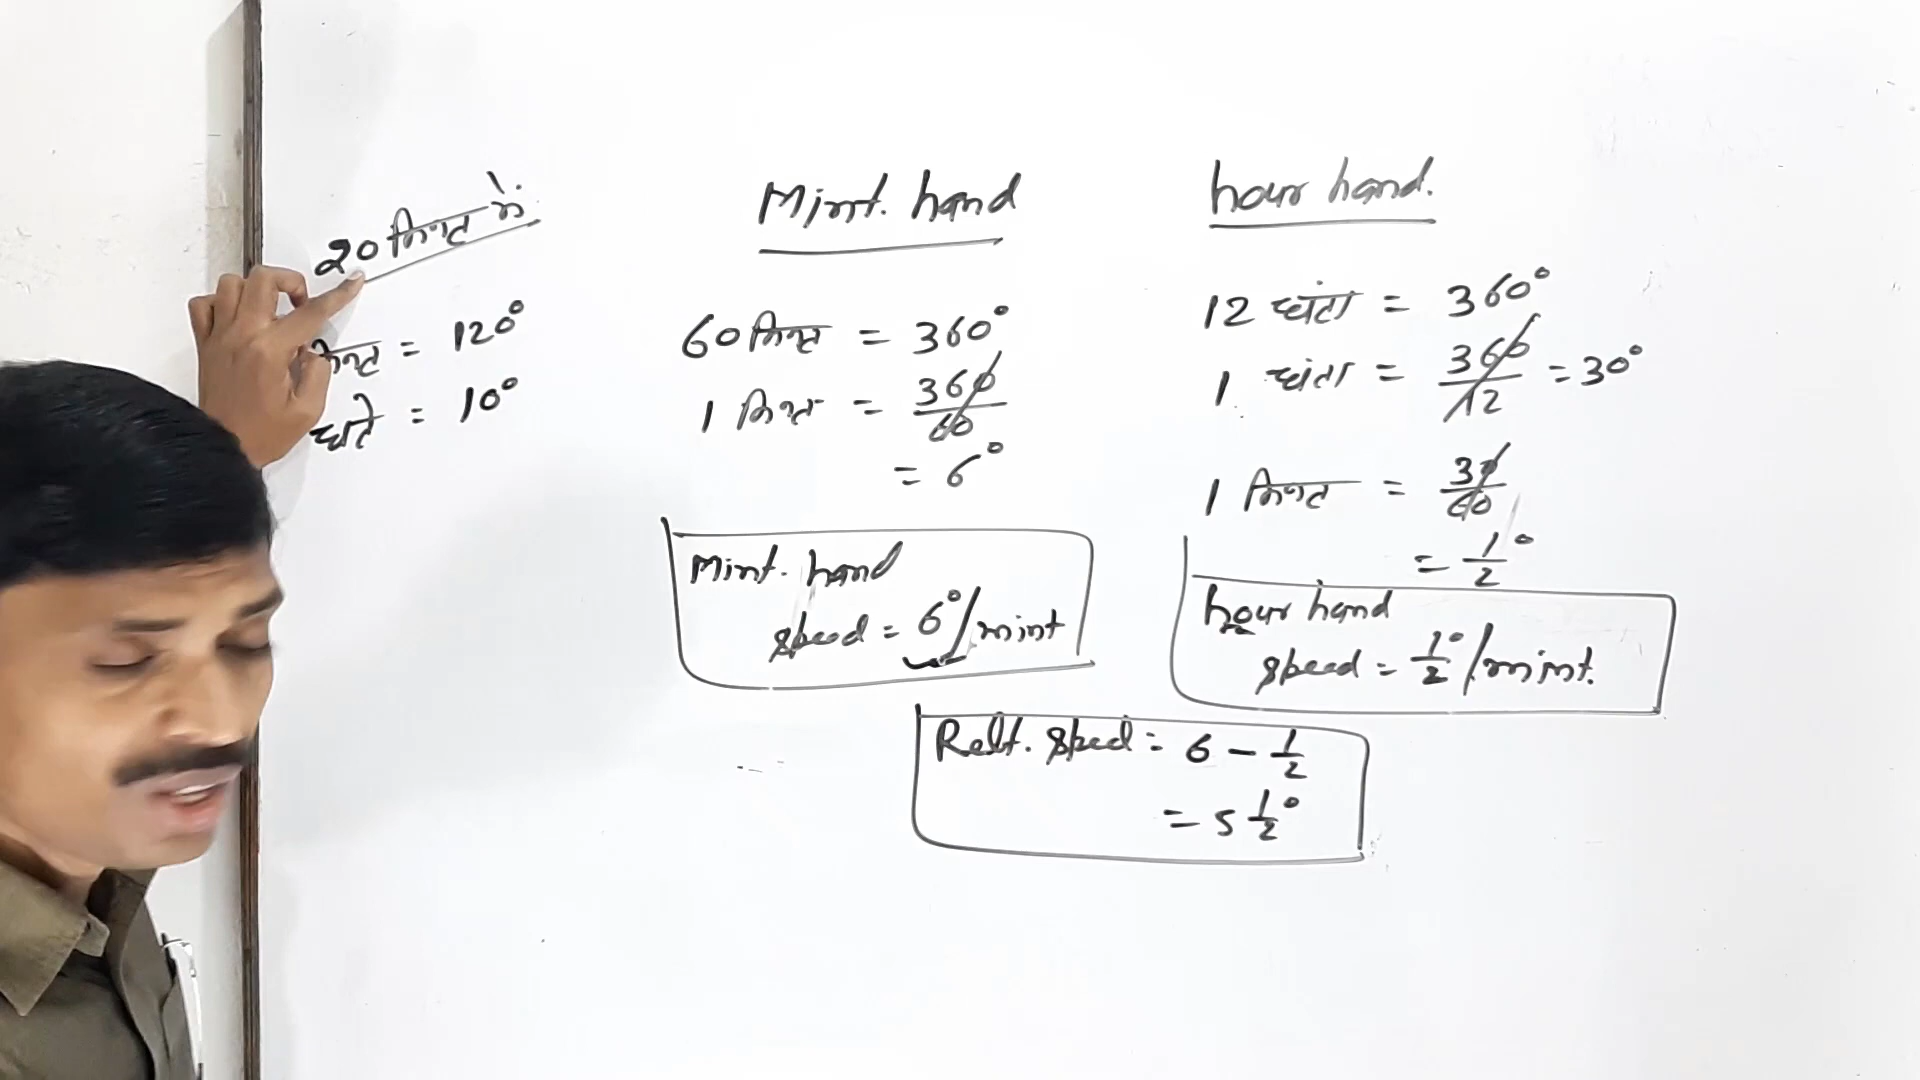 20 मिनट में
मिनट = 120°
घंटे = 10°
Mint. hand
60 मिनट = 360°
1 मिनट = 360/60
= 6°
Mint. hand
speed = 6°/mint
hour hand.
12 घंटा = 360°
1 घंटा = 360/12 = 30°
1 मिनट = 30/60
= 1/2°
hour hand
speed = 1/2°/mint.
Relt. speed = 6 - 1/2
= 5 1/2°